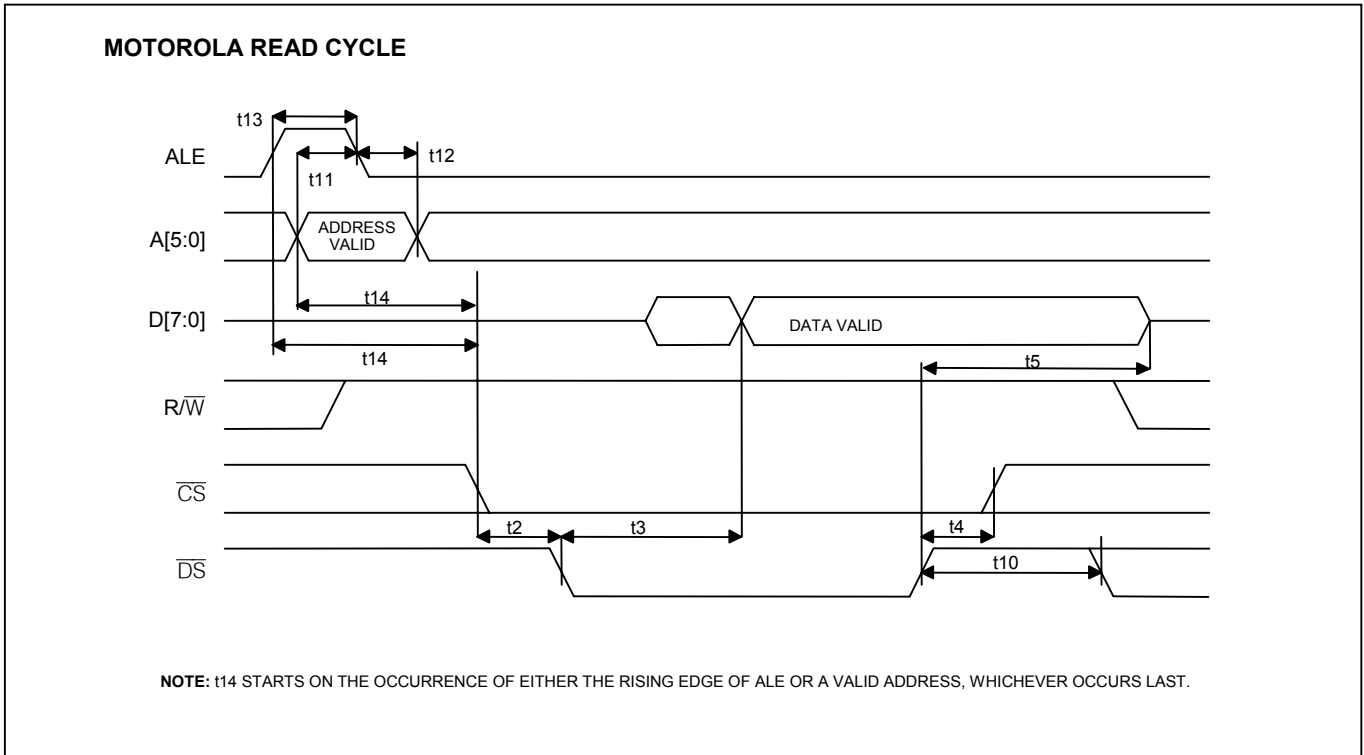 MOTOROLA READ CYCLE
t13
ALE
t12
t11
A[5:0]
ADDRESS
VALID
t14
D[7:0]
DATA VALID
t14
t5
R/W̅
C̅S̅
t2
t3
t4
D̅S̅
t10
NOTE: t14 STARTS ON THE OCCURRENCE OF EITHER THE RISING EDGE OF ALE OR A VALID ADDRESS, WHICHEVER OCCURS LAST.